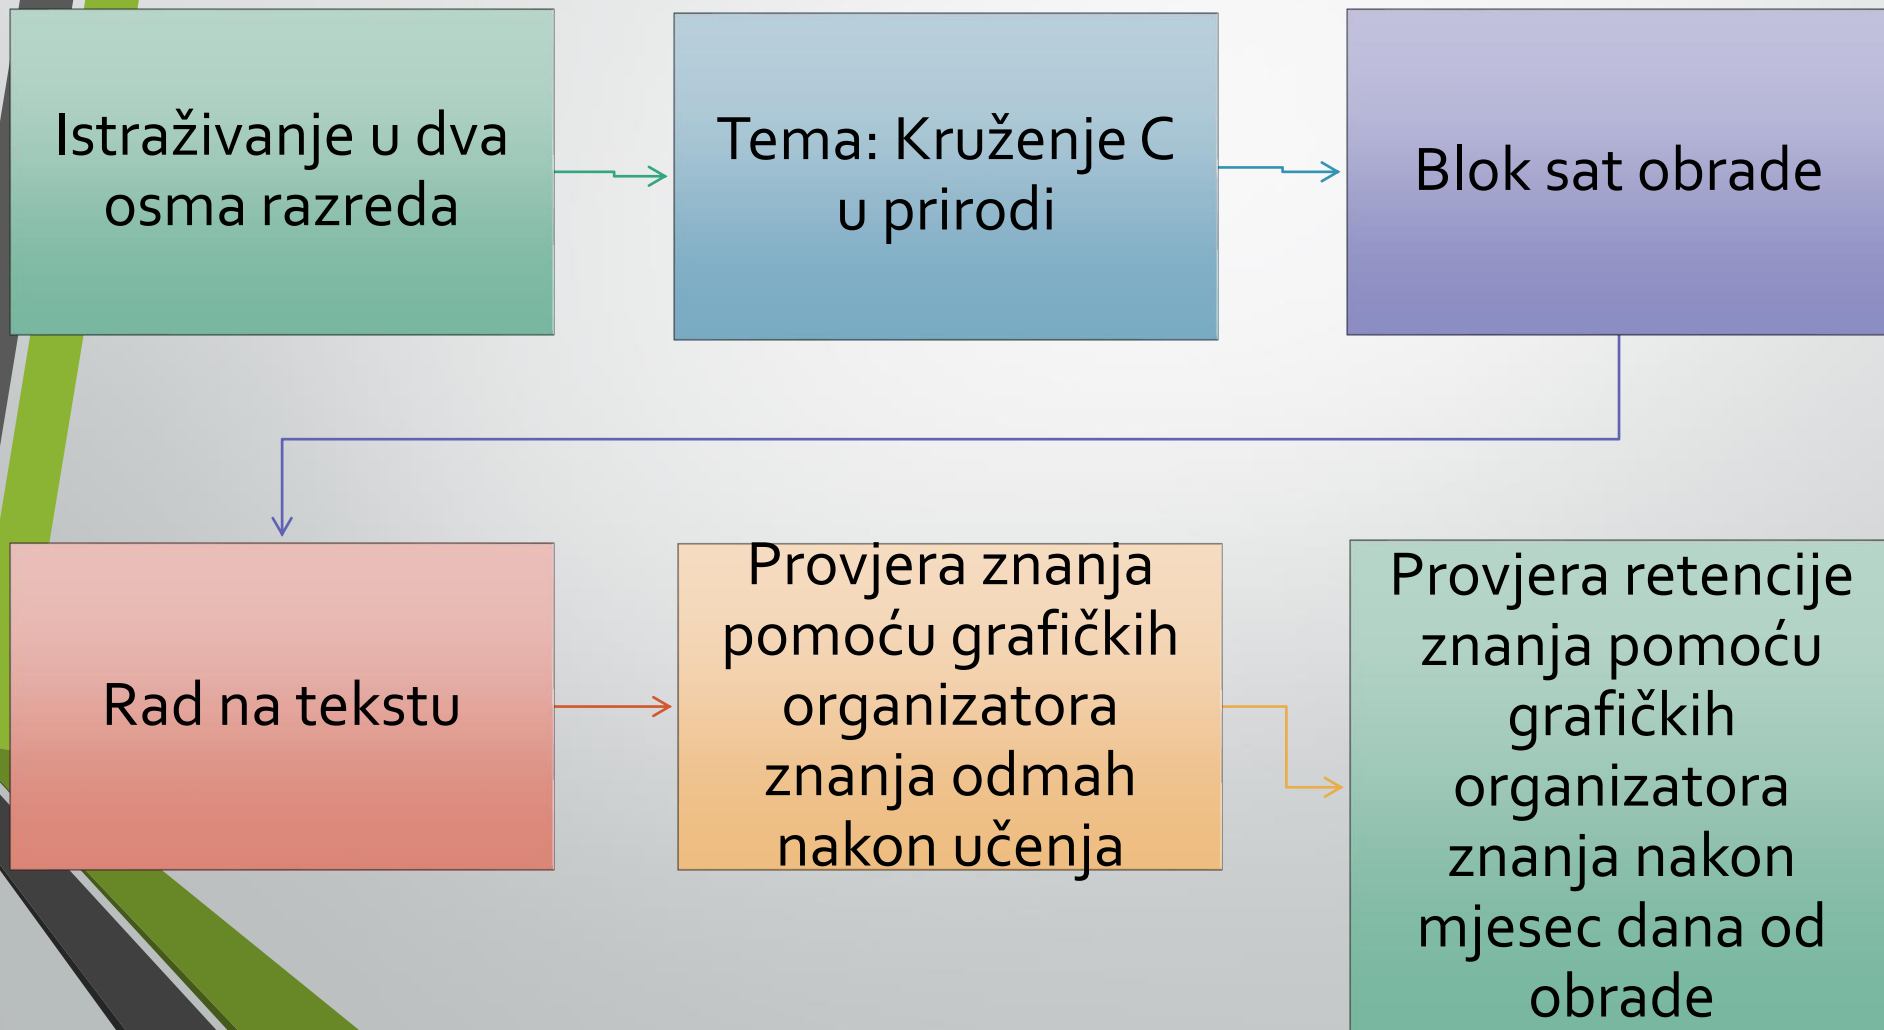 Istraživanje u dva
osma razreda
Tema: Kruženje C
u prirodi
Blok sat obrade
Rad na tekstu
Provjera znanja
pomoću grafičkih
organizatora
znanja odmah
nakon učenja
Provjera retencije
znanja pomoću
grafičkih
organizatora
znanja nakon
mjesec dana od
obrade